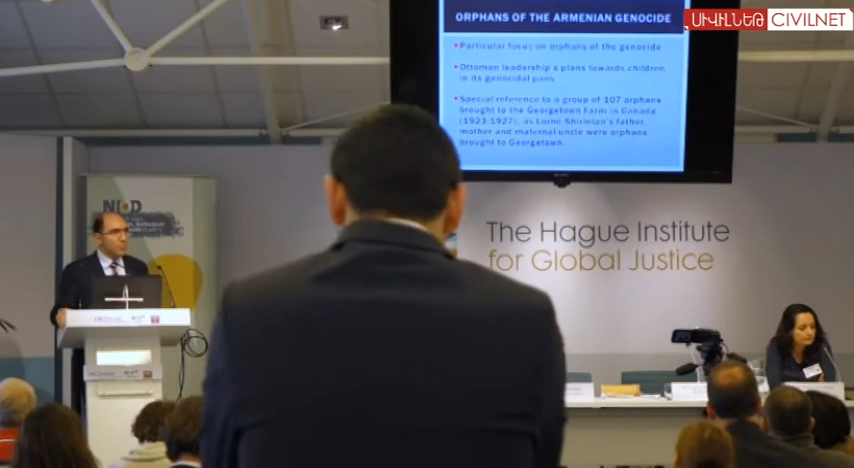 ՍԻՎԻԼՆԵԹ CIVILNET
ORPHANS OF THE ARMENIAN GENOCIDE
Particular focus on orphans of the genocide
Ottoman leadership's plans towards children
in its genocidal pans
Special reference to a group of 107 orphans
brought to the Georgetown Farm in Canada
(1923-1927), as Lorne Shirinian's father,
mother and maternal uncle were orphans
brought to Georgetown.
The Hague Institute
for Global Justice